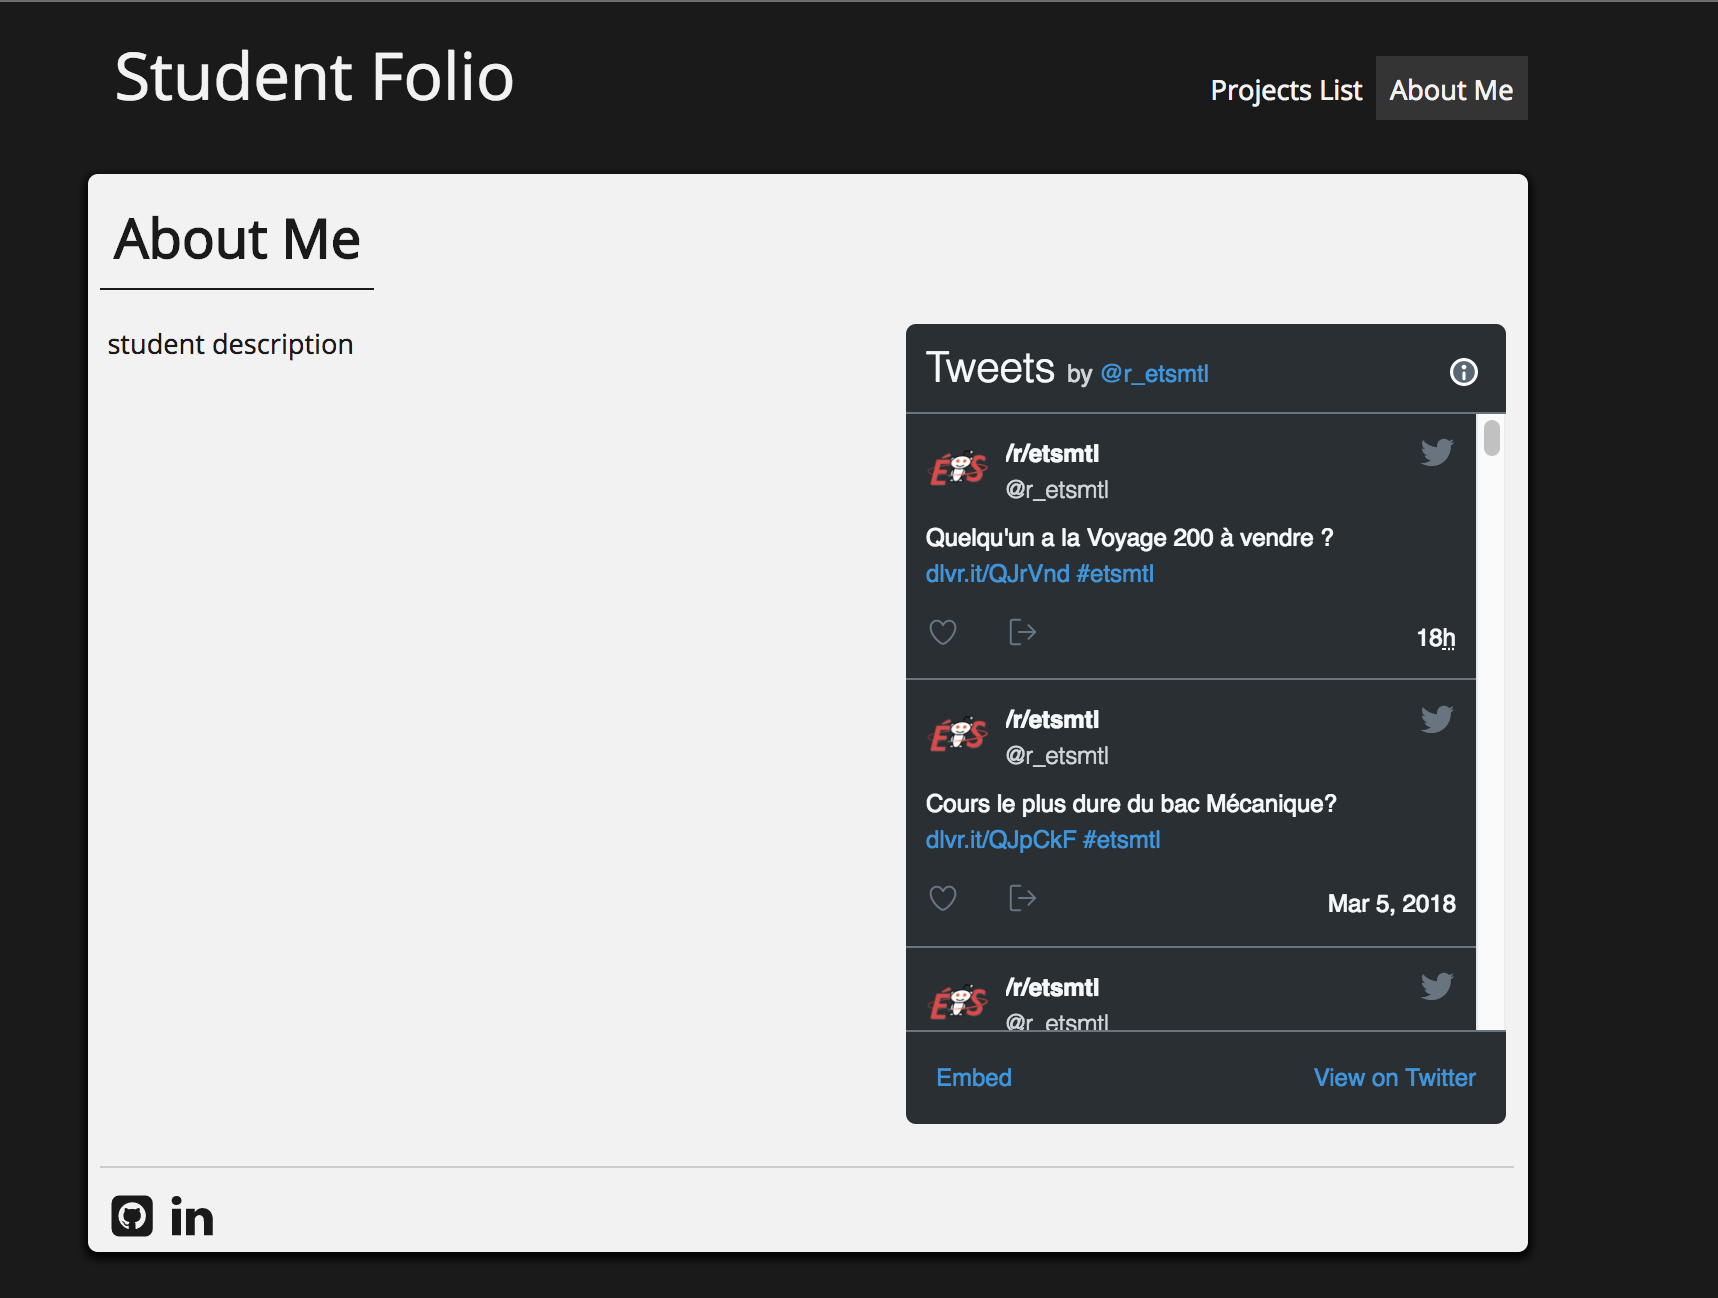 Student Folio
Projects List
About Me
About Me
student description
Tweets by @r_etsmtl
/r/etsmtl
@r_etsmtl
Quelqu'un a la Voyage 200 à vendre ?
dlvr.it/QJrVnd #etsmtl
18h
/r/etsmtl
@r_etsmtl
Cours le plus dure du bac Mécanique?
dlvr.it/QJpCkF #etsmtl
Mar 5, 2018
/r/etsmtl
@r_etsmtl
Embed
View on Twitter
in